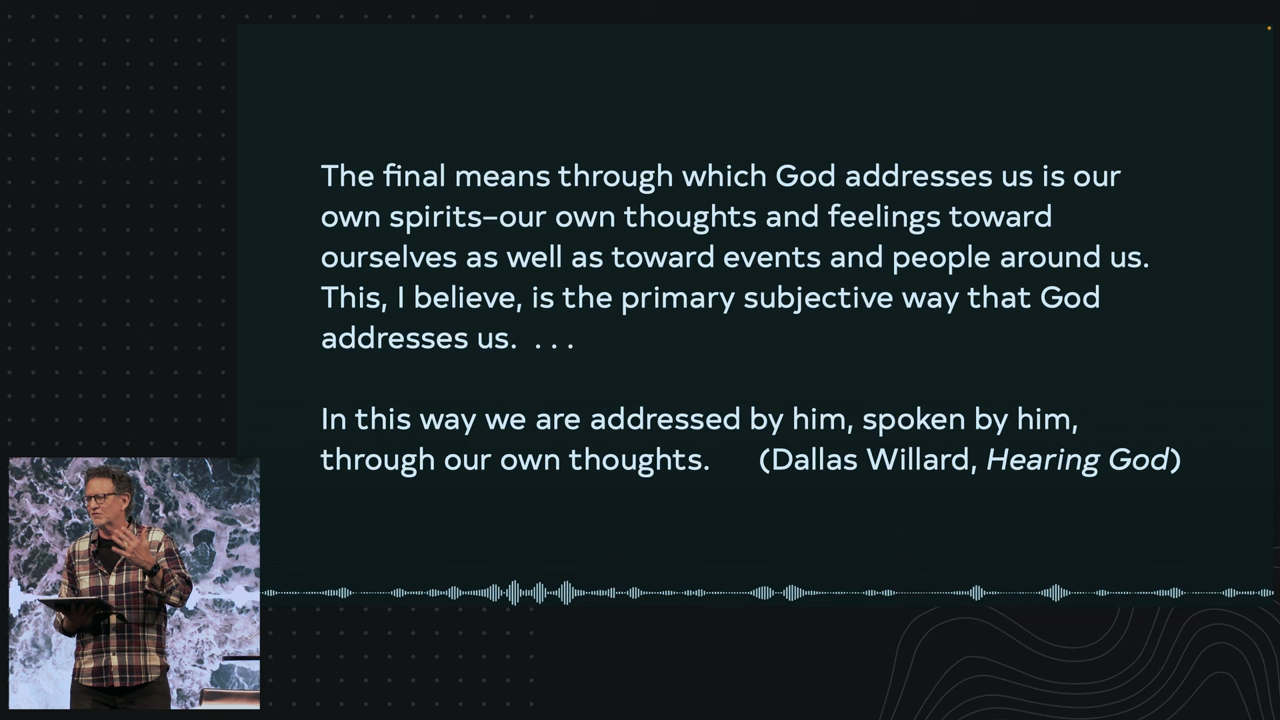 The final means through which God addresses us is our
own spirits–our own thoughts and feelings toward
ourselves as well as toward events and people around us.
This, I believe, is the primary subjective way that God
addresses us.  . . .
In this way we are addressed by him, spoken by him,
through our own thoughts.     (Dallas Willard, Hearing God)